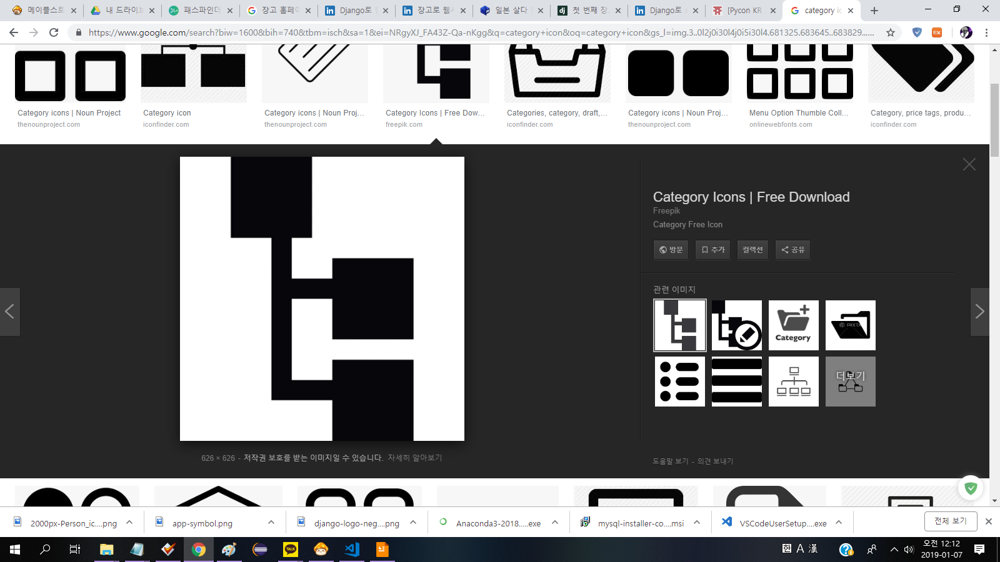 메이플스토
내 드라이브
패스파인더
장고 홈페이
Django로 웹
장고로 웹사
일본 살다
첫 번째 장
Django로
[Pycon KR
category ic
https://www.google.com/search?biw=1600&bih=740&tbm=isch&sa=1&ei=NRgyXJ_FA43Z-Qa-nKgg&q=category+icon&oq=category+icon&gs_l=img.3..0l2j0i30l4j0i5i30l4.681325.683645..683829...…
Category icons | Noun Project
thenounproject.com
Category icon
iconfinder.com
Category icons | Noun Proj...
thenounproject.com
Category Icons | Free Dow...
freepik.com
Categories, category, draft,...
iconfinder.com
Category icons | Noun Proj...
thenounproject.com
Menu Option Thumble Coll...
onlinewebfonts.com
Category, price tags, produ...
iconfinder.com
Category Icons | Free Download
Freepik
Category Free Icon
방문
추가
컬렉션
공유
관련 이미지
Category
PIXTA
더보기
626 × 626 - 저작권 보호를 받는 이미지일 수 있습니다. 자세히 알아보기
도움말 보기 - 의견 보내기
2000px-Person_ic....png
app-symbol.png
django-logo-neg....png
Anaconda3-2018.....exe
mysql-installer-co....msi
VSCodeUserSetup....exe
전체 보기
TALK
한 A 漢
오전 12:12
2019-01-07